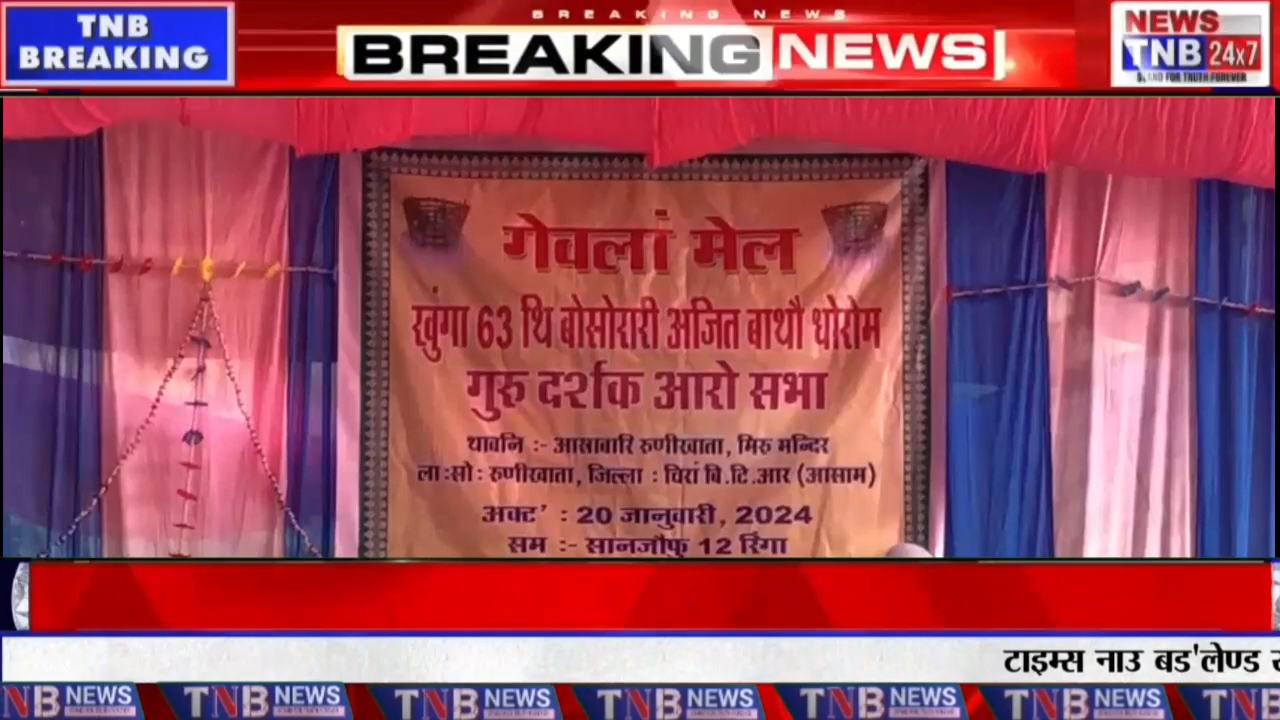 BREAKING NEWS
TNB
BREAKING
BREAKING NEWS
NEWS
TNB 24x7
STAND FOR TRUTH FOREVER
गेवलां मेल
खुंगा 63 थि बोसोरारी अजित बाथौ धोरोम
गुरु दर्शक आरो सभा
थावनि :- आसावारि रुणीखाता, मिरु मन्दिर
ला :सो : रुणीखाता, जिल्ला : चिरां बि.टि.आर (आसाम)
अक्ट' : 20 जानुवारी, 2024
सम :- सानजौफु 12 रिंगा
टाइम्स नाउ बड'लेण्ड
TNB NEWS TNB NEWS TNB NEWS TNB NEWS TNB NEWS TNB